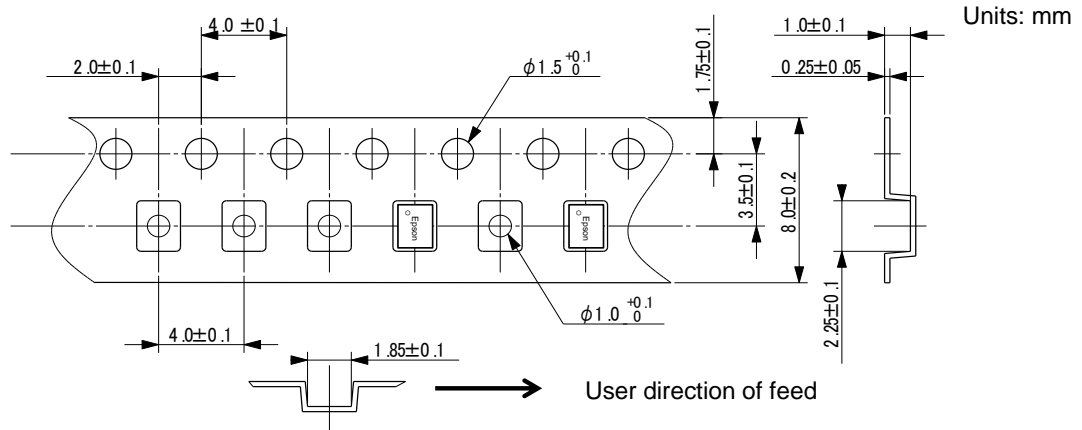 Units: mm
4.0 ±0.1
1.0±0.1
2.0±0.1
φ1.5 +0.1 0
1.75±0.1
0.25±0.05
3.5±0.1
8.0±0.2
Epson
Epson
2.25±0.1
φ1.0 +0.1 0
4.0±0.1
1.85±0.1
User direction of feed